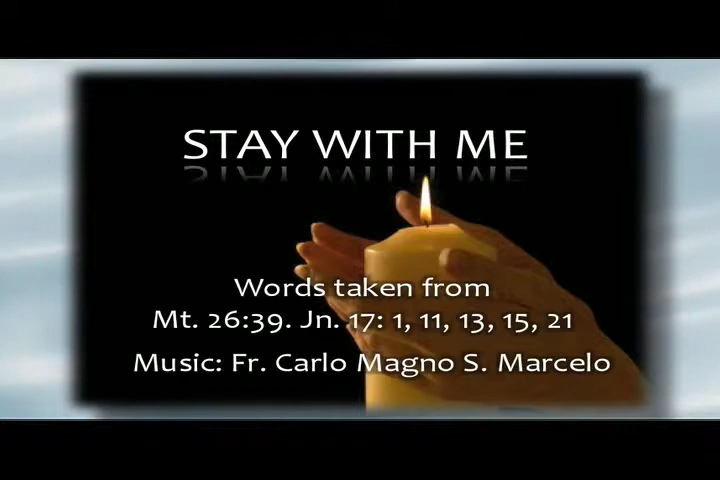 STAY WITH ME
Words taken from
Mt. 26:39. Jn. 17: 1, 11, 13, 15, 21
Music: Fr. Carlo Magno S. Marcelo